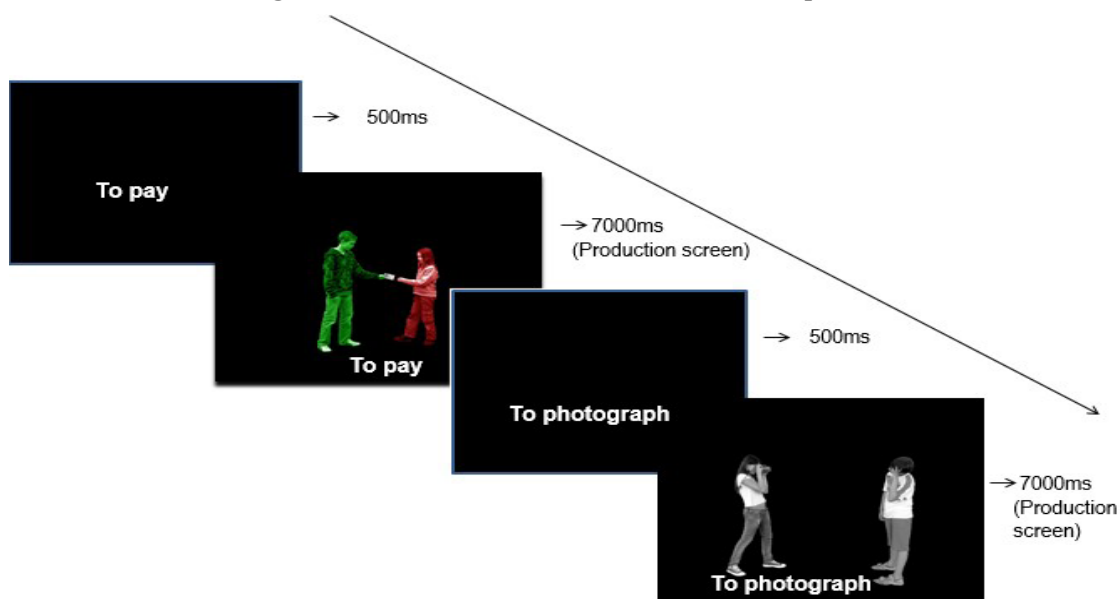 To pay
→ 500ms
To pay
→ 7000ms
(Production screen)
To photograph
→ 500ms
To photograph
→ 7000ms
(Production
screen)